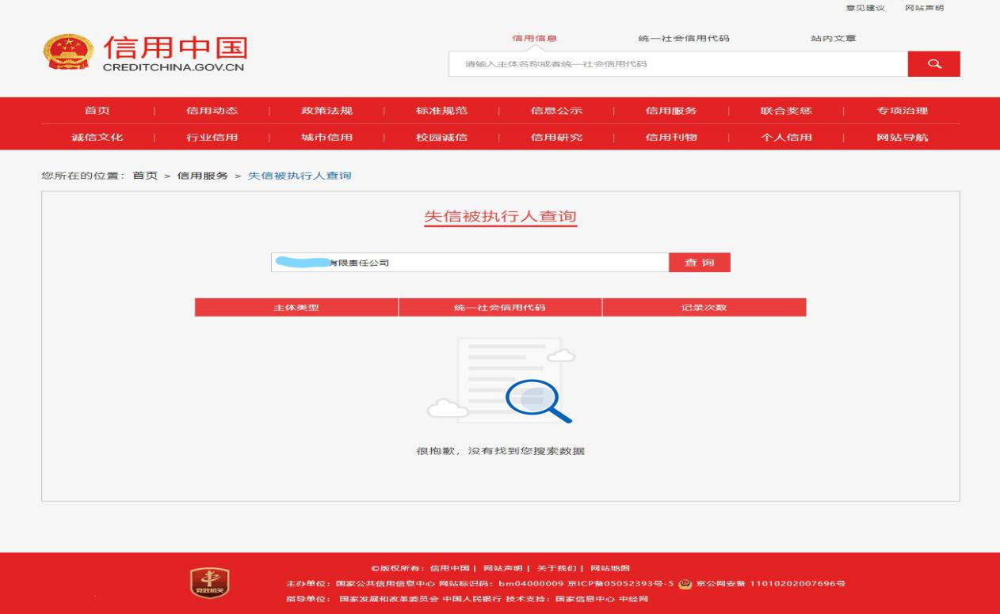 意见建议 网站声明
信用中国
CREDITCHINA.GOV.CN
信用信息 统一社会信用代码 站内文章
请输入主体名称或者统一社会信用代码
首页 | 信用动态 | 政策法规 | 标准规范 | 信息公示 | 信用服务 | 联合奖惩 | 专项治理
诚信文化 | 行业信用 | 城市信用 | 校园诚信 | 信用研究 | 信用刊物 | 个人信用 | 网站导航
您所在的位置: 首页 > 信用服务 > 失信被执行人查询
失信被执行人查询
有限责任公司 查 询
主体类型 统一社会信用代码 记录次数
很抱歉，没有找到您搜索数据
©版权所有: 信用中国 | 网站声明 | 关于我们 | 网站地图
主办单位: 国家公共信用信息中心 网站标识码: bm04000009 京ICP备05052393号-5 京公网安备 11010202007696号
党政机关
指导单位: 国家发展和改革委员会 中国人民银行 技术支持: 国家信息中心 中经网